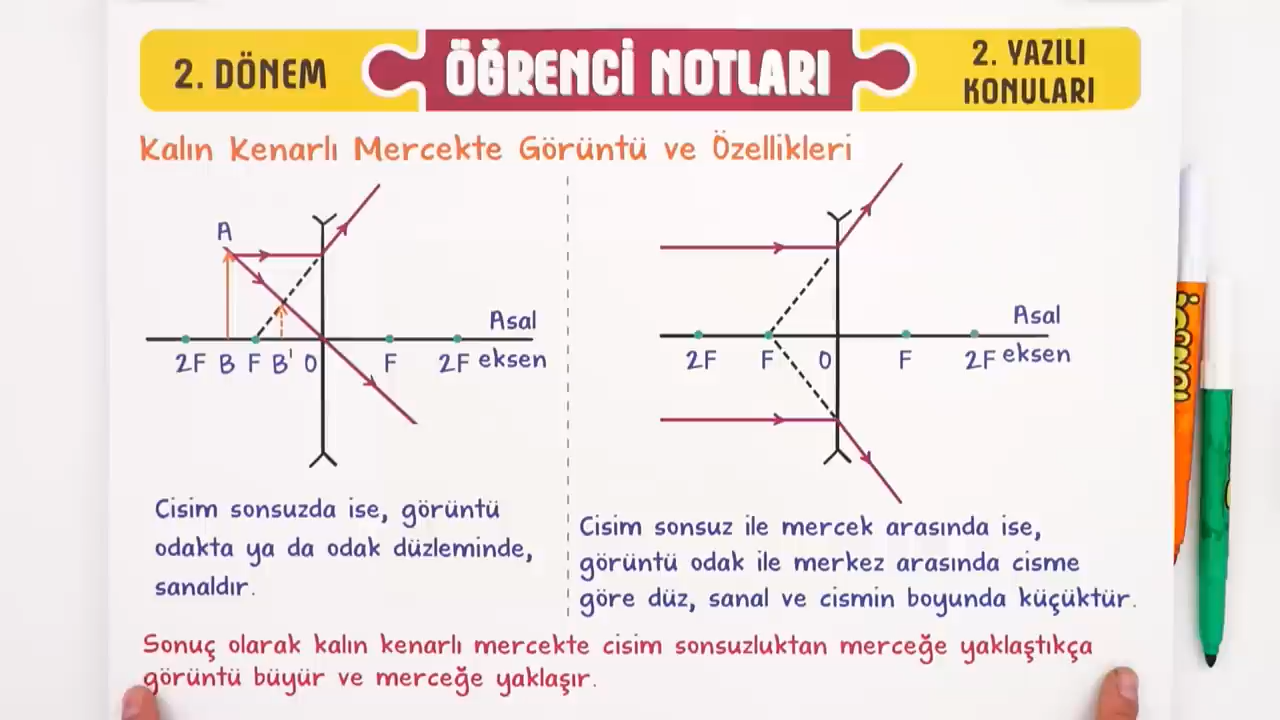 2. DÖNEM
ÖĞRENCİ NOTLARI
2. YAZILI
KONULARI
Kalın Kenarlı Mercekte Görüntü ve Özellikleri
A
Asal
2F B F B' O F 2F eksen
Asal
2F F O F 2F eksen
Cisim sonsuzda ise, görüntü
odakta ya da odak düzleminde,
sanaldır.
Cisim sonsuz ile mercek arasında ise,
görüntü odak ile merkez arasında cisme
göre düz, sanal ve cismin boyunda küçüktür.
Sonuç olarak kalın kenarlı mercekte cisim sonsuzluktan merceğe yaklaştıkça
görüntü büyür ve merceğe yaklaşır.